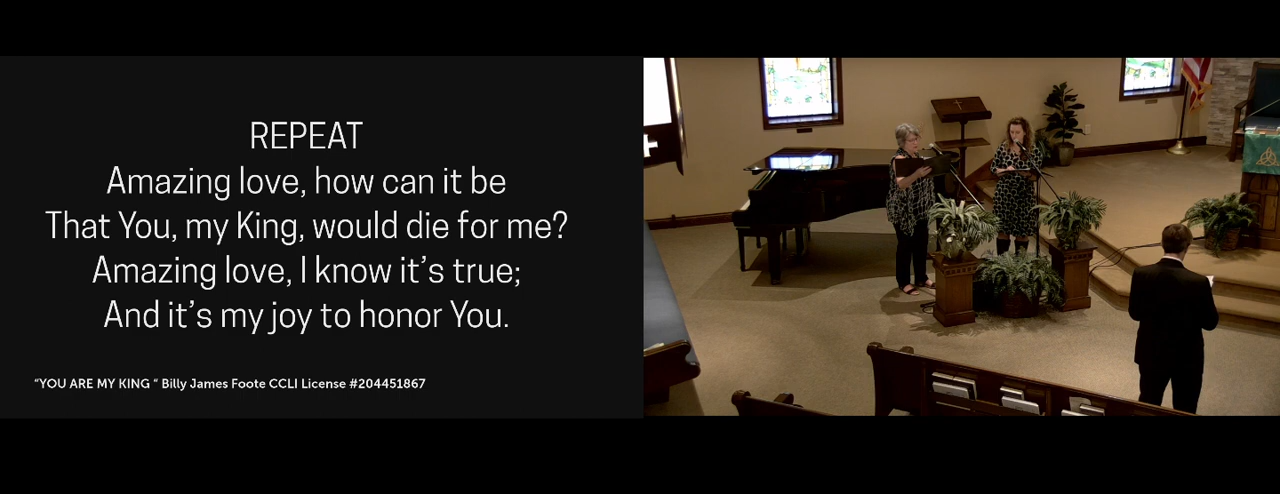 REPEAT
Amazing love, how can it be
That You, my King, would die for me?
Amazing love, I know it's true;
And it's my joy to honor You.
“YOU ARE MY KING “ Billy James Foote CCLI License #204451867